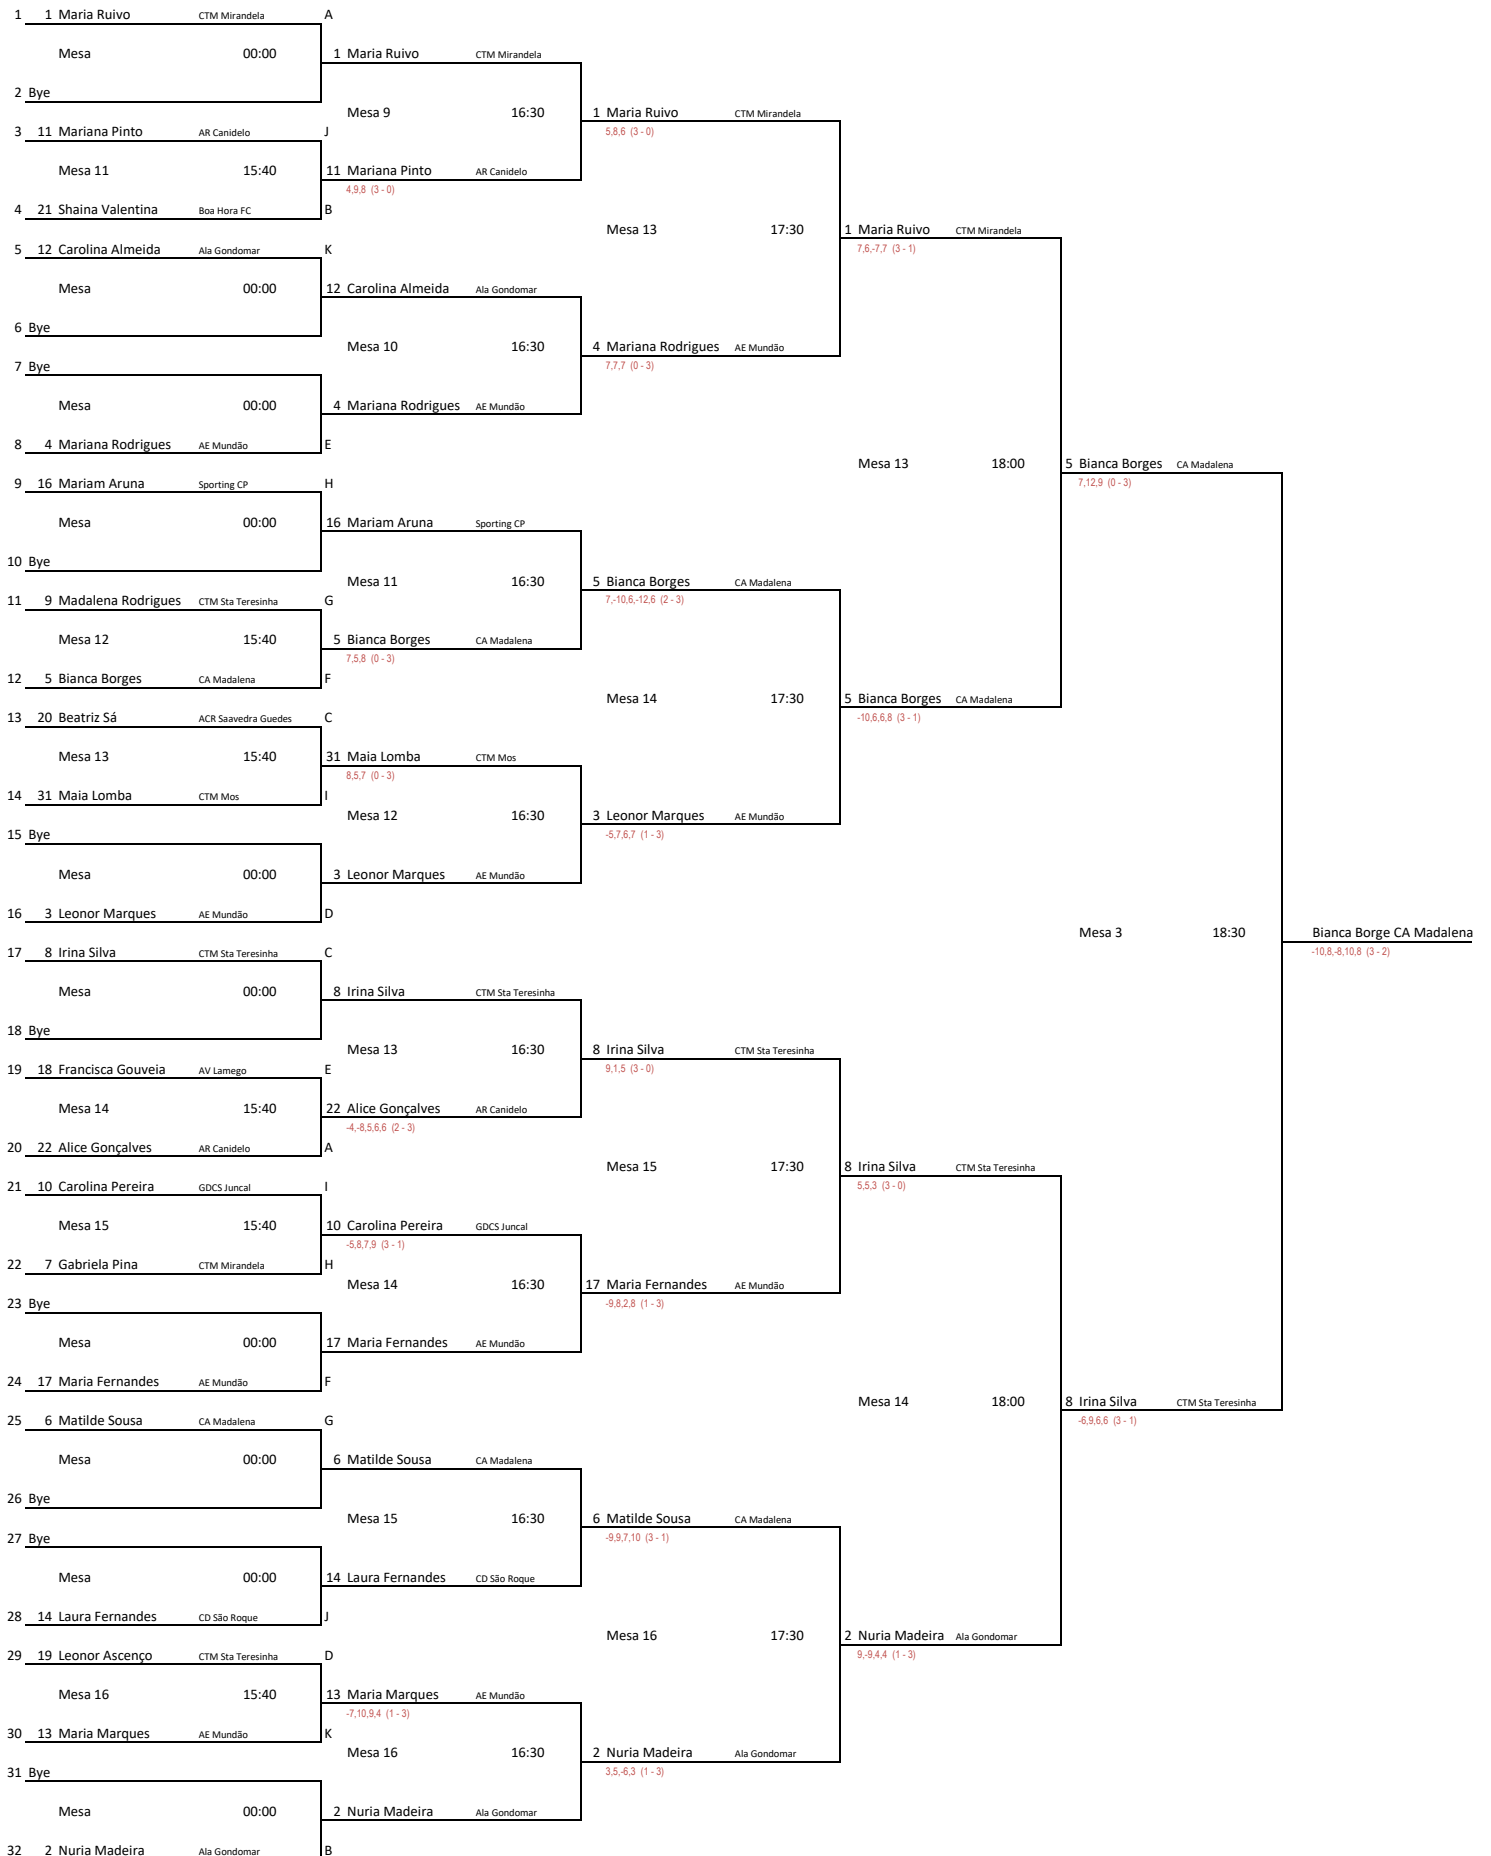 1 1 Maria Ruivo CTM Mirandela A
Mesa 00:00 1 Maria Ruivo CTM Mirandela
2 Bye
Mesa 9 16:30 1 Maria Ruivo CTM Mirandela
3 11 Mariana Pinto AR Canidelo J 5,8,6 (3 - 0)
Mesa 11 15:40 11 Mariana Pinto AR Canidelo
4,9,8 (3 - 0)
4 21 Shaina Valentina Boa Hora FC B
Mesa 13 17:30 1 Maria Ruivo CTM Mirandela
5 12 Carolina Almeida Ala Gondomar K 7,6,-7,7 (3 - 1)
Mesa 00:00 12 Carolina Almeida Ala Gondomar
6 Bye
Mesa 10 16:30 4 Mariana Rodrigues AE Mundão
7 Bye 7,7,7 (0 - 3)
Mesa 00:00 4 Mariana Rodrigues AE Mundão
8 4 Mariana Rodrigues AE Mundão E
Mesa 13 18:00 5 Bianca Borges CA Madalena
9 16 Mariam Aruna Sporting CP H 7,12,9 (0 - 3)
Mesa 00:00 16 Mariam Aruna Sporting CP
10 Bye
Mesa 11 16:30 5 Bianca Borges CA Madalena
11 9 Madalena Rodrigues CTM Sta Teresinha G 7,-10,6,-12,6 (2 - 3)
Mesa 12 15:40 5 Bianca Borges CA Madalena
7,5,8 (0 - 3)
12 5 Bianca Borges CA Madalena F
Mesa 14 17:30 5 Bianca Borges CA Madalena
13 20 Beatriz Sá ACR Saavedra Guedes C -10,6,6,8 (3 - 1)
Mesa 13 15:40 31 Maia Lomba CTM Mos
8,5,7 (0 - 3)
14 31 Maia Lomba CTM Mos I
Mesa 12 16:30 3 Leonor Marques AE Mundão
15 Bye -5,7,6,7 (1 - 3)
Mesa 00:00 3 Leonor Marques AE Mundão
16 3 Leonor Marques AE Mundão D
Mesa 3 18:30 Bianca Borge CA Madalena
17 8 Irina Silva CTM Sta Teresinha C -10,8,-8,10,8 (3 - 2)
Mesa 00:00 8 Irina Silva CTM Sta Teresinha
18 Bye
Mesa 13 16:30 8 Irina Silva CTM Sta Teresinha
19 18 Francisca Gouveia AV Lamego E 9,1,5 (3 - 0)
Mesa 14 15:40 22 Alice Gonçalves AR Canidelo
-4,-8,5,6,6 (2 - 3)
20 22 Alice Gonçalves AR Canidelo A
Mesa 15 17:30 8 Irina Silva CTM Sta Teresinha
21 10 Carolina Pereira GDCS Juncal I 5,5,3 (3 - 0)
Mesa 15 15:40 10 Carolina Pereira GDCS Juncal
-5,8,7,9 (3 - 1)
22 7 Gabriela Pina CTM Mirandela H
Mesa 14 16:30 17 Maria Fernandes AE Mundão
23 Bye -9,8,2,8 (1 - 3)
Mesa 00:00 17 Maria Fernandes AE Mundão
24 17 Maria Fernandes AE Mundão F
Mesa 14 18:00 8 Irina Silva CTM Sta Teresinha
25 6 Matilde Sousa CA Madalena G -6,9,6,6 (3 - 1)
Mesa 00:00 6 Matilde Sousa CA Madalena
26 Bye
Mesa 15 16:30 6 Matilde Sousa CA Madalena
27 Bye -9,9,7,10 (3 - 1)
Mesa 00:00 14 Laura Fernandes CD São Roque
28 14 Laura Fernandes CD São Roque J
Mesa 16 17:30 2 Nuria Madeira Ala Gondomar
29 19 Leonor Ascenço CTM Sta Teresinha D 9,-9,4,4 (1 - 3)
Mesa 16 15:40 13 Maria Marques AE Mundão
-7,10,9,4 (1 - 3)
30 13 Maria Marques AE Mundão K
Mesa 16 16:30 2 Nuria Madeira Ala Gondomar
31 Bye 3,5,-6,3 (1 - 3)
Mesa 00:00 2 Nuria Madeira Ala Gondomar
32 2 Nuria Madeira Ala Gondomar B